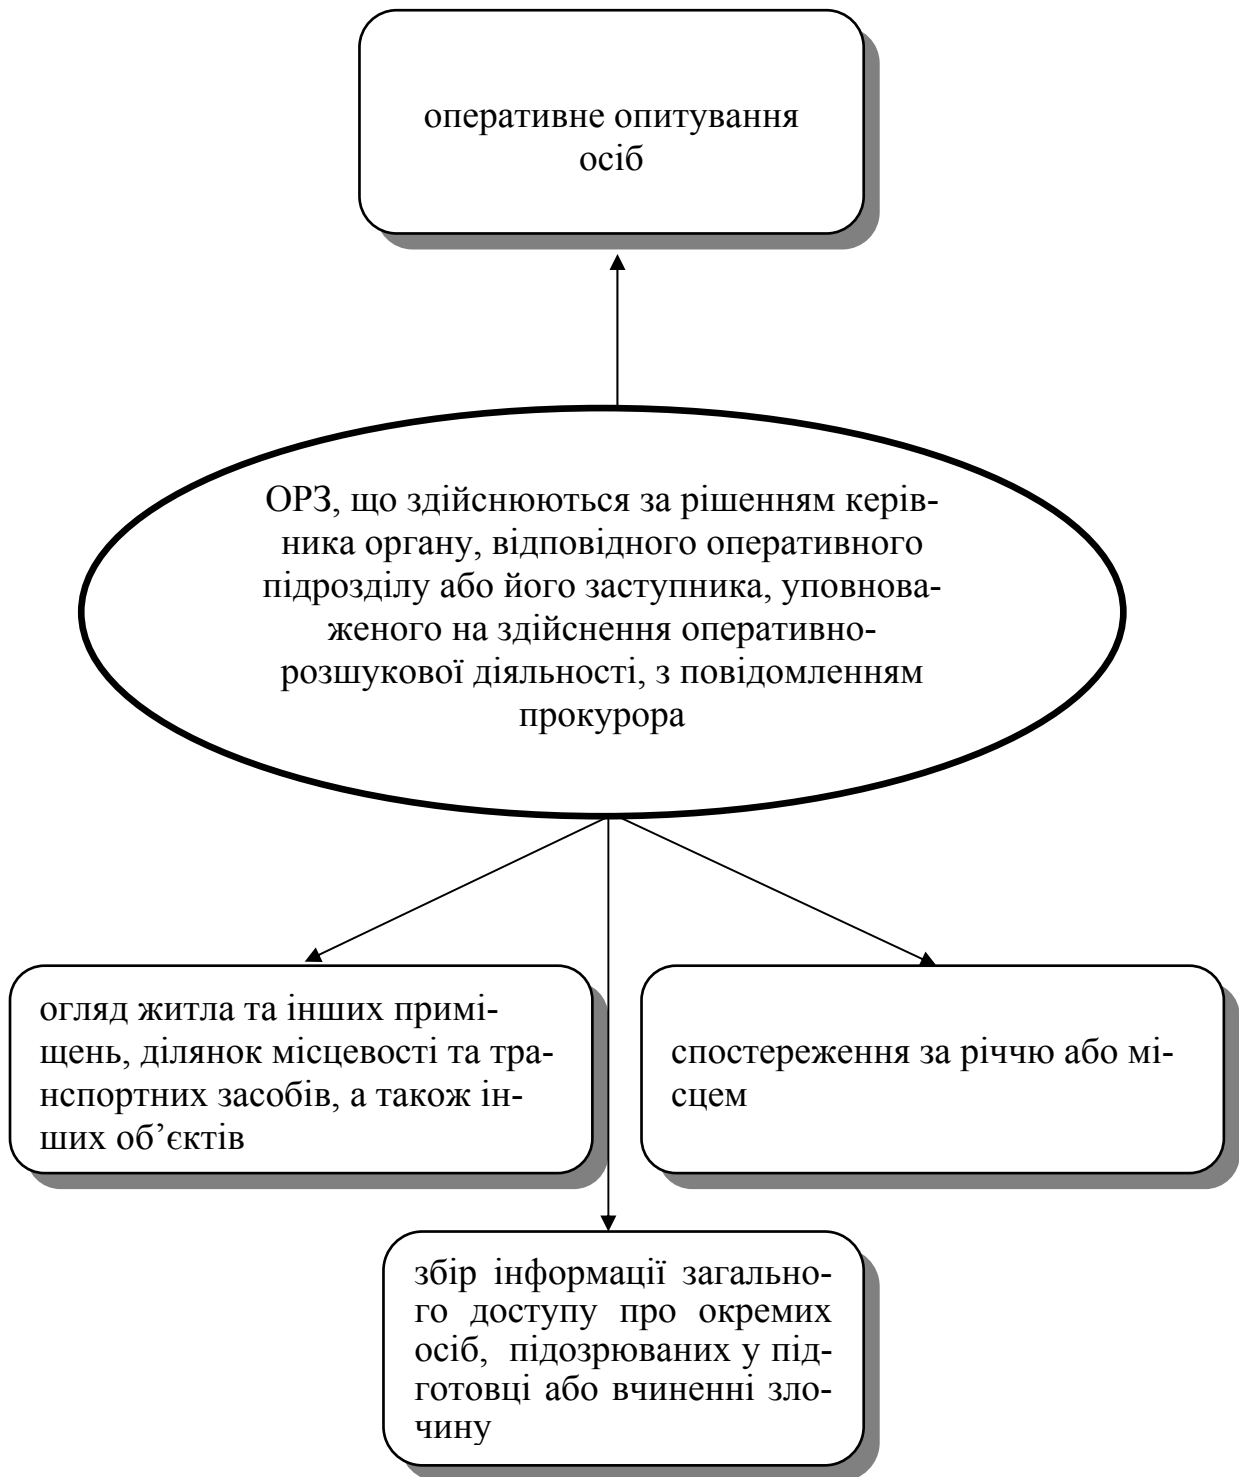 оперативне опитування
осіб
ОРЗ, що здійснюються за рішенням керів-
ника органу, відповідного оперативного
підрозділу або його заступника, уповнова-
женого на здійснення оперативно-
розшукової діяльності, з повідомленням
прокурора
огляд житла та інших примі-
щень, ділянок місцевості та тра-
нспортних засобів, а також ін-
ших об’єктів
спостереження за річчю або мі-
сцем
збір інформації загально-
го доступу про окремих
осіб, підозрюваних у під-
готовці або вчиненні зло-
чину